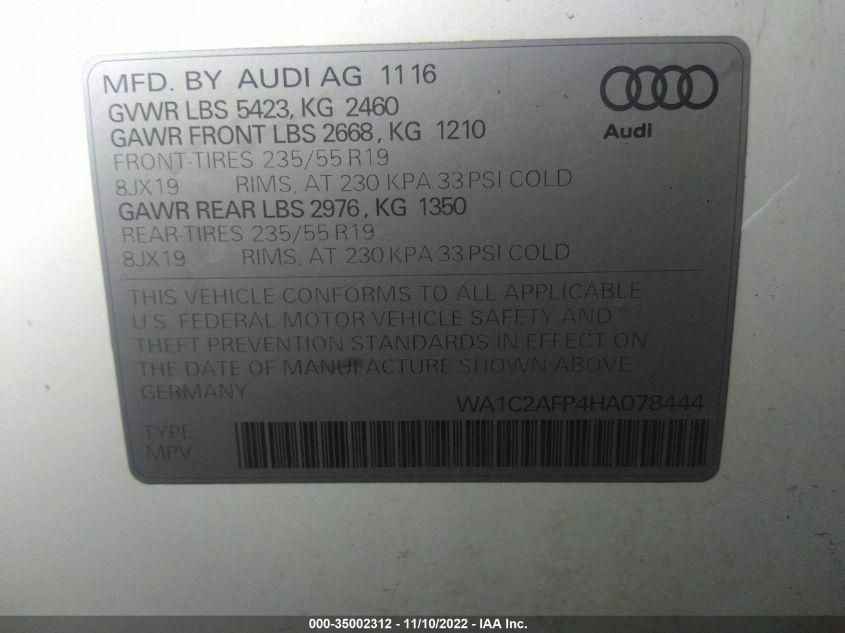 MFD. BY AUDI AG 11 16
GVWR LBS 5423, KG 2460
GAWR FRONT LBS 2668, KG 1210
FRONT-TIRES 235/55 R19
8JX19 RIMS, AT 230 KPA 33 PSI COLD
GAWR REAR LBS 2976, KG 1350
REAR-TIRES 235/55 R19
8JX19 RIMS, AT 230 KPA 33 PSI COLD
Audi
THIS VEHICLE CONFORMS TO ALL APPLICABLE
U.S. FEDERAL MOTOR VEHICLE SAFETY AND
THEFT PREVENTION STANDARDS IN EFFECT ON
THE DATE OF MANUFACTURE SHOWN ABOVE
GERMANY
WA1C2AFP4HA078444
TYPE
MPV
000-35002312 - 11/10/2022 - IAA Inc.